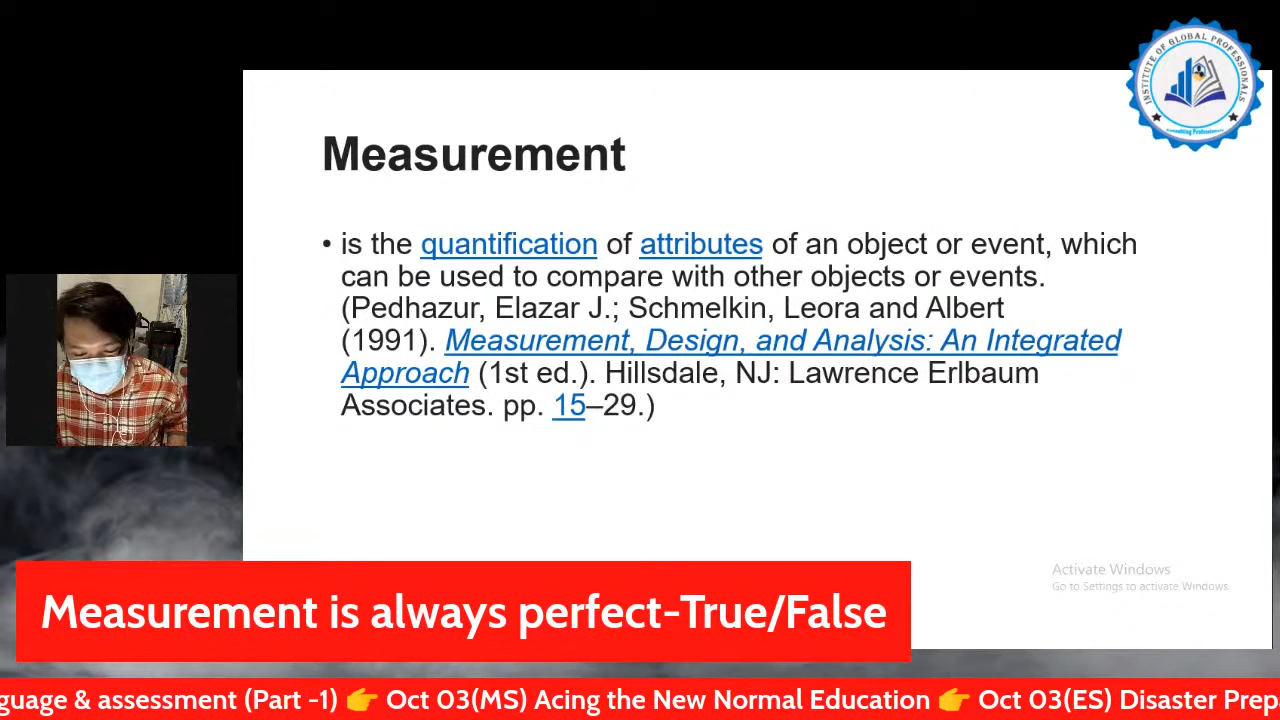 INSTITUTE OF GLOBAL PROFESSIONALS
Measurement
• is the quantification of attributes of an object or event, which
can be used to compare with other objects or events.
(Pedhazur, Elazar J.; Schmelkin, Leora and Albert
(1991). Measurement, Design, and Analysis: An Integrated
Approach (1st ed.). Hillsdale, NJ: Lawrence Erlbaum
Associates. pp. 15–29.)
Activate Windows
Go to Settings to activate Windows.
Measurement is always perfect-True/False
guage & assessment (Part -1) 👉 Oct 03(MS) Acing the New Normal Education 👉 Oct 03(ES) Disaster Prep